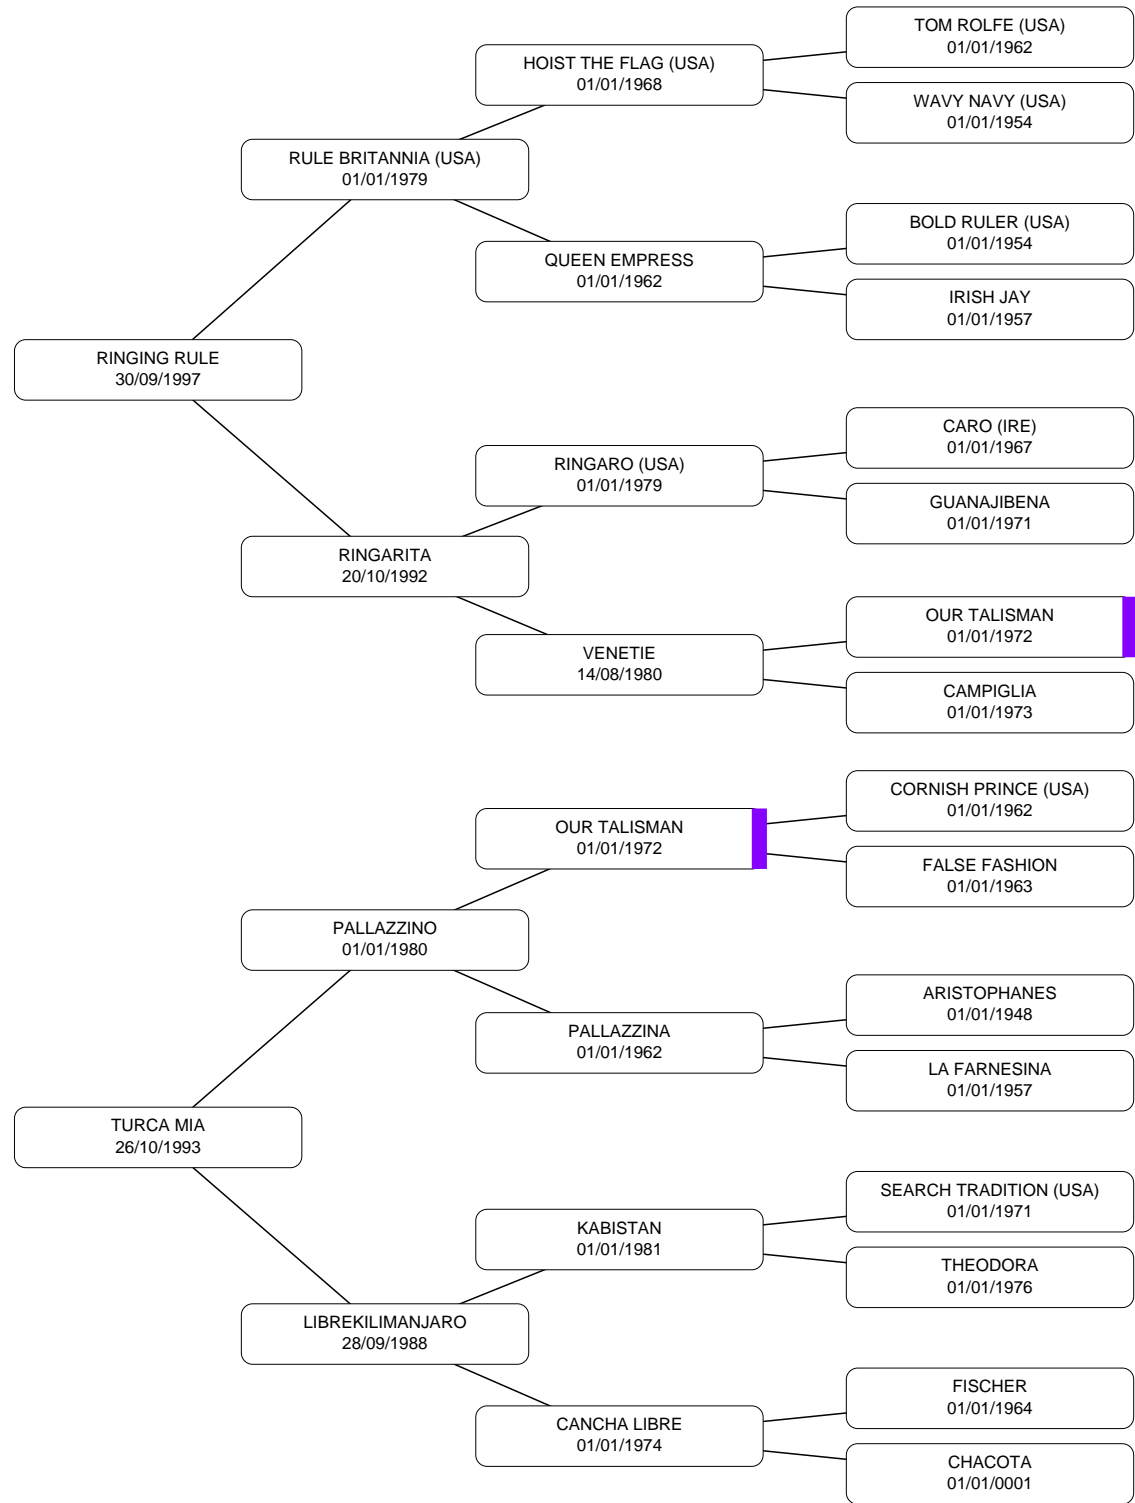 TOM ROLFE (USA)
01/01/1962
HOIST THE FLAG (USA)
01/01/1968
WAVY NAVY (USA)
01/01/1954
RULE BRITANNIA (USA)
01/01/1979
BOLD RULER (USA)
01/01/1954
QUEEN EMPRESS
01/01/1962
IRISH JAY
01/01/1957
RINGING RULE
30/09/1997
CARO (IRE)
01/01/1967
RINGARO (USA)
01/01/1979
GUANAJIBENA
01/01/1971
RINGARITA
20/10/1992
OUR TALISMAN
01/01/1972
VENETIE
14/08/1980
CAMPIGLIA
01/01/1973
CORNISH PRINCE (USA)
01/01/1962
OUR TALISMAN
01/01/1972
FALSE FASHION
01/01/1963
PALLAZZINO
01/01/1980
ARISTOPHANES
01/01/1948
PALLAZZINA
01/01/1962
LA FARNESINA
01/01/1957
TURCA MIA
26/10/1993
SEARCH TRADITION (USA)
01/01/1971
KABISTAN
01/01/1981
THEODORA
01/01/1976
LIBREKILIMANJARO
28/09/1988
FISCHER
01/01/1964
CANCHA LIBRE
01/01/1974
CHACOTA
01/01/0001